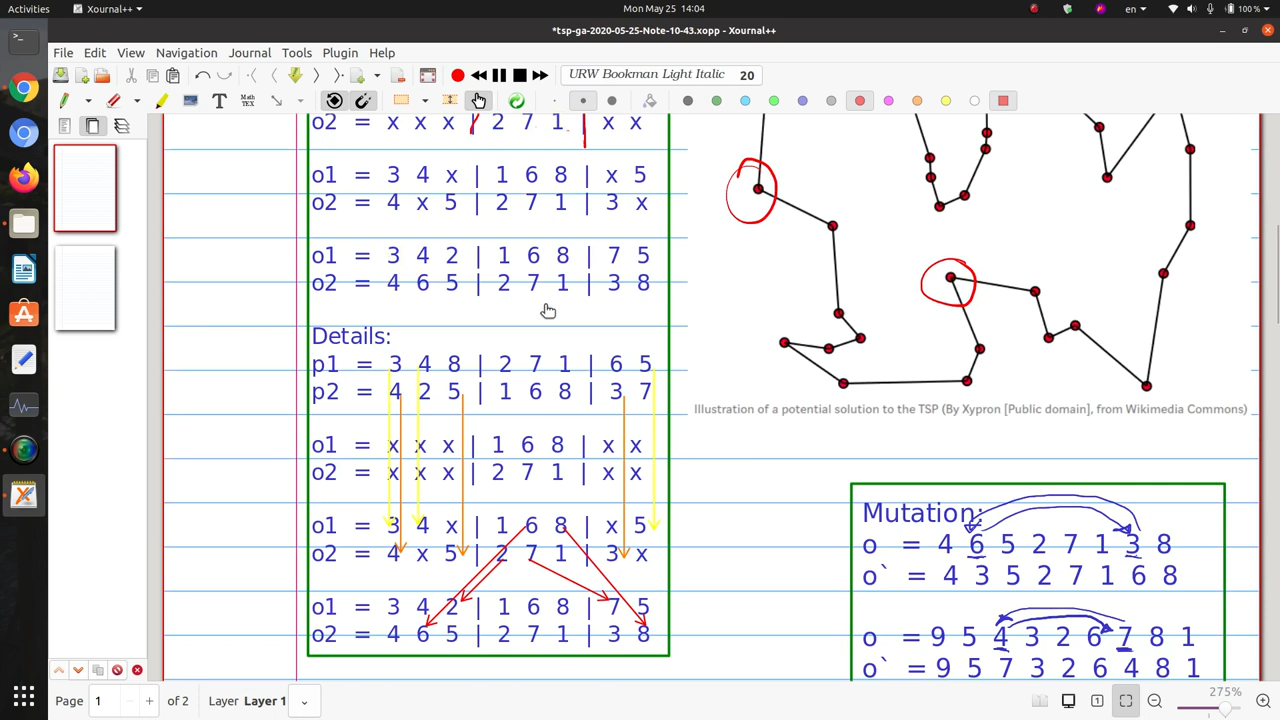 Activities Xournal++ Mon May 25 14:04 en 100 %
*tsp-ga-2020-05-25-Note-10-43.xopp - Xournal++
File Edit View Navigation Journal Tools Plugin Help
URW Bookman Light Italic 20
T Math TEX
o2 = x x x | 2 7 1 | x x
o1 = 3 4 x | 1 6 8 | x 5
o2 = 4 x 5 | 2 7 1 | 3 x
o1 = 3 4 2 | 1 6 8 | 7 5
o2 = 4 6 5 | 2 7 1 | 3 8
Details:
p1 = 3 4 8 | 2 7 1 | 6 5
p2 = 4 2 5 | 1 6 8 | 3 7
o1 = x x x | 1 6 8 | x x
o2 = x x x | 2 7 1 | x x
o1 = 3 4 x | 1 6 8 | x 5
o2 = 4 x 5 | 2 7 1 | 3 x
o1 = 3 4 2 | 1 6 8 | 7 5
o2 = 4 6 5 | 2 7 1 | 3 8
Illustration of a potential solution to the TSP (By Xypron [Public domain], from Wikimedia Commons)
Mutation:
o = 4 6 5 2 7 1 3 8
o` = 4 3 5 2 7 1 6 8
o = 9 5 4 3 2 6 7 8 1
o` = 9 5 7 3 2 6 4 8 1
Page 1 of 2 Layer Layer 1 275%